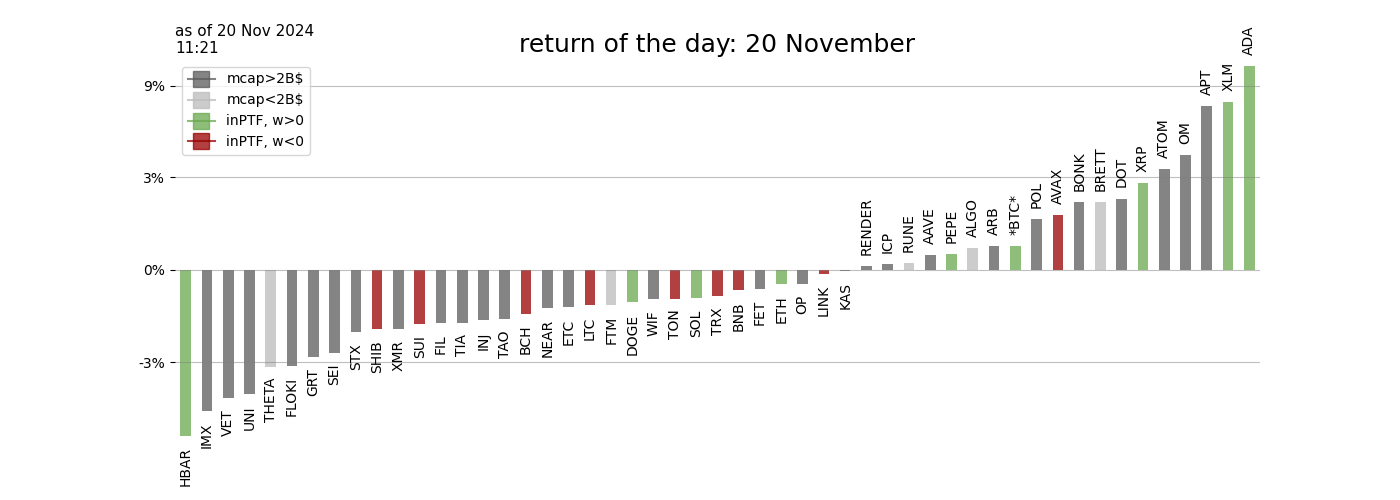 as of 20 Nov 2024
11:21
return of the day: 20 November
mcap>2B$
mcap<2B$
inPTF, w>0
inPTF, w<0
9%
3%
0%
-3%
HBAR
IMX
VET
UNI
THETA
FLOKI
GRT
SEI
STX
SHIB
XMR
SUI
FIL
TIA
INJ
TAO
BCH
NEAR
ETC
LTC
FTM
DOGE
WIF
TON
SOL
TRX
BNB
FET
ETH
OP
LINK
KAS
RENDER
ICP
RUNE
AAVE
PEPE
ALGO
ARB
*BTC*
POL
AVAX
BONK
BRETT
DOT
XRP
ATOM
OM
APT
XLM
ADA